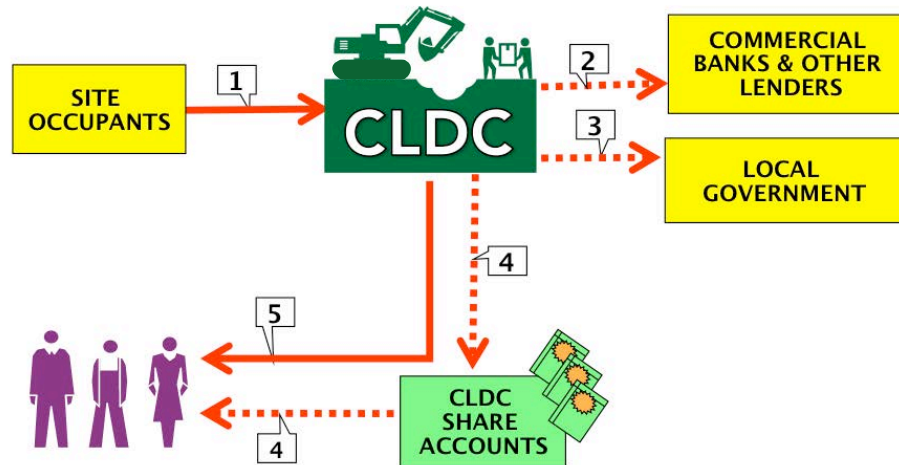 COMMERCIAL
BANKS & OTHER
LENDERS
1
2
SITE
OCCUPANTS
CLDC
3
LOCAL
GOVERNMENT
4
5
CLDC
SHARE
ACCOUNTS
4